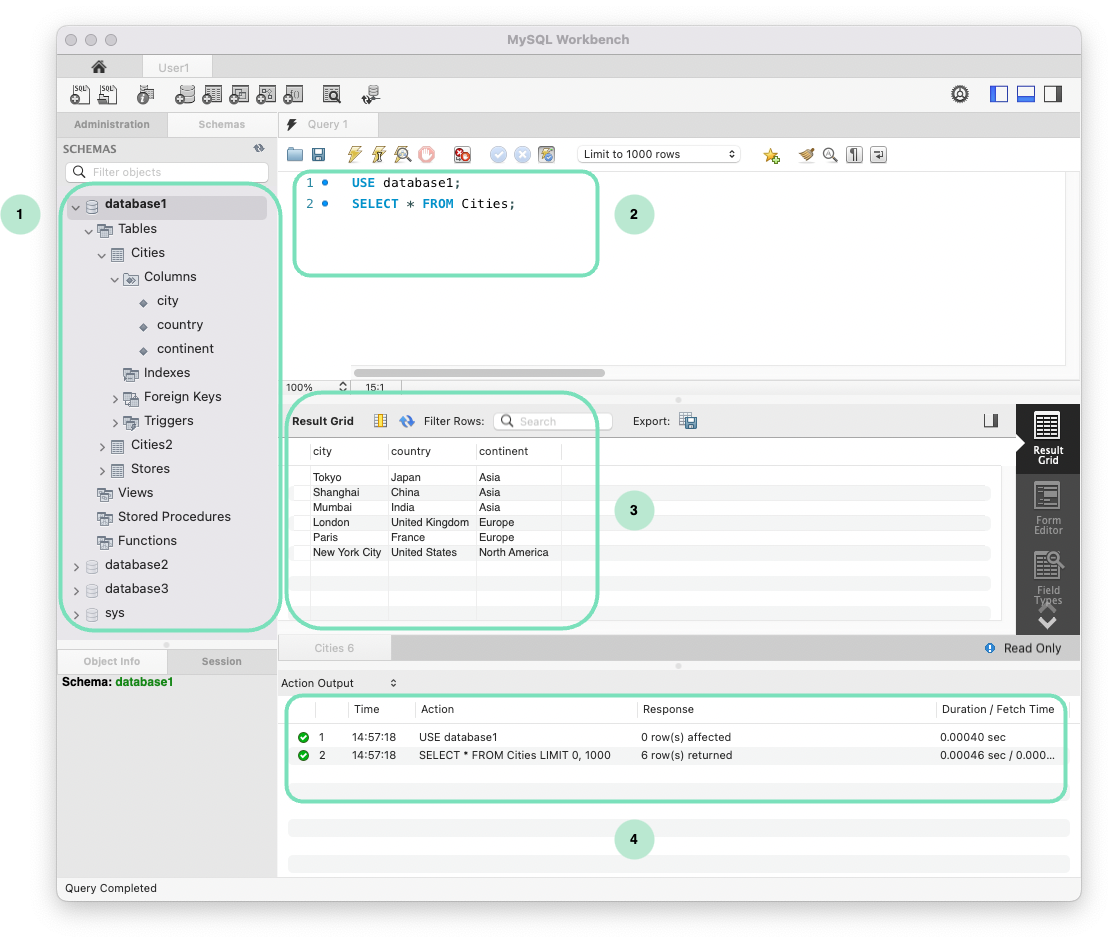 MySQL Workbench
User1
SQL SQL
Administration Schemas Query 1
SCHEMAS
Filter objects
Limit to 1000 rows
1
database1
Tables
Cities
Columns
city
country
continent
Indexes
Foreign Keys
Triggers
Cities2
Stores
Views
Stored Procedures
Functions
database2
database3
sys
1 USE database1;
2 SELECT * FROM Cities;
2
100% 15:1
Result Grid Filter Rows: Search Export:
city country continent
Tokyo Japan Asia
Shanghai China Asia
Mumbai India Asia
London United Kingdom Europe
Paris France Europe
New York City United States North America
3
Result
Grid
Form
Editor
Field
Types
Cities 6 Read Only
Object Info Session
Schema: database1
Action Output
Time Action Response Duration / Fetch Time
1 14:57:18 USE database1 0 row(s) affected 0.00040 sec
2 14:57:18 SELECT * FROM Cities LIMIT 0, 1000 6 row(s) returned 0.00046 sec / 0.000...
4
Query Completed